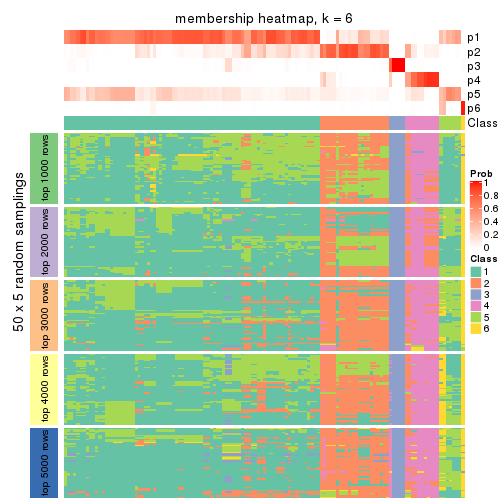 membership heatmap, k = 6
p1
p2
p3
p4
p5
p6
Class
50 x 5 random samplings
top 1000 rows
top 2000 rows
top 3000 rows
top 4000 rows
top 5000 rows
Prob
1
0.8
0.6
0.4
0.2
0
Class
1
2
3
4
5
6